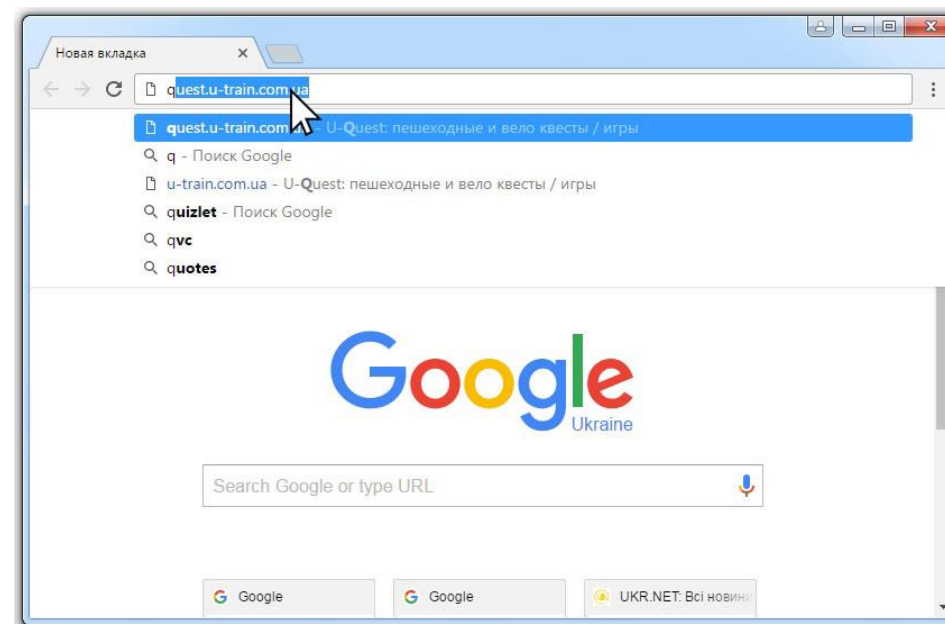 Новая вкладка
quest.u-train.com.ua
quest.u-train.com - U-Quest: пешеходные и вело квесты / игры
q - Поиск Google
u-train.com.ua - U-Quest: пешеходные и вело квесты / игры
quizlet - Поиск Google
qvc
quotes
Google
Ukraine
Search Google or type URL
Google
Google
UKR.NET: Всі новини